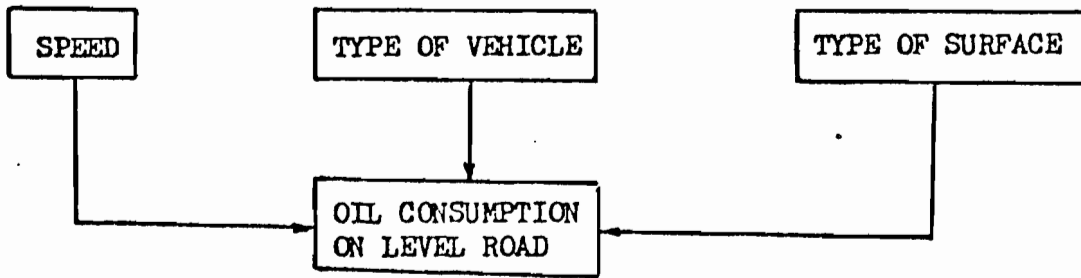 SPEED
TYPE OF VEHICLE
TYPE OF SURFACE
OIL CONSUMPTION
ON LEVEL ROAD